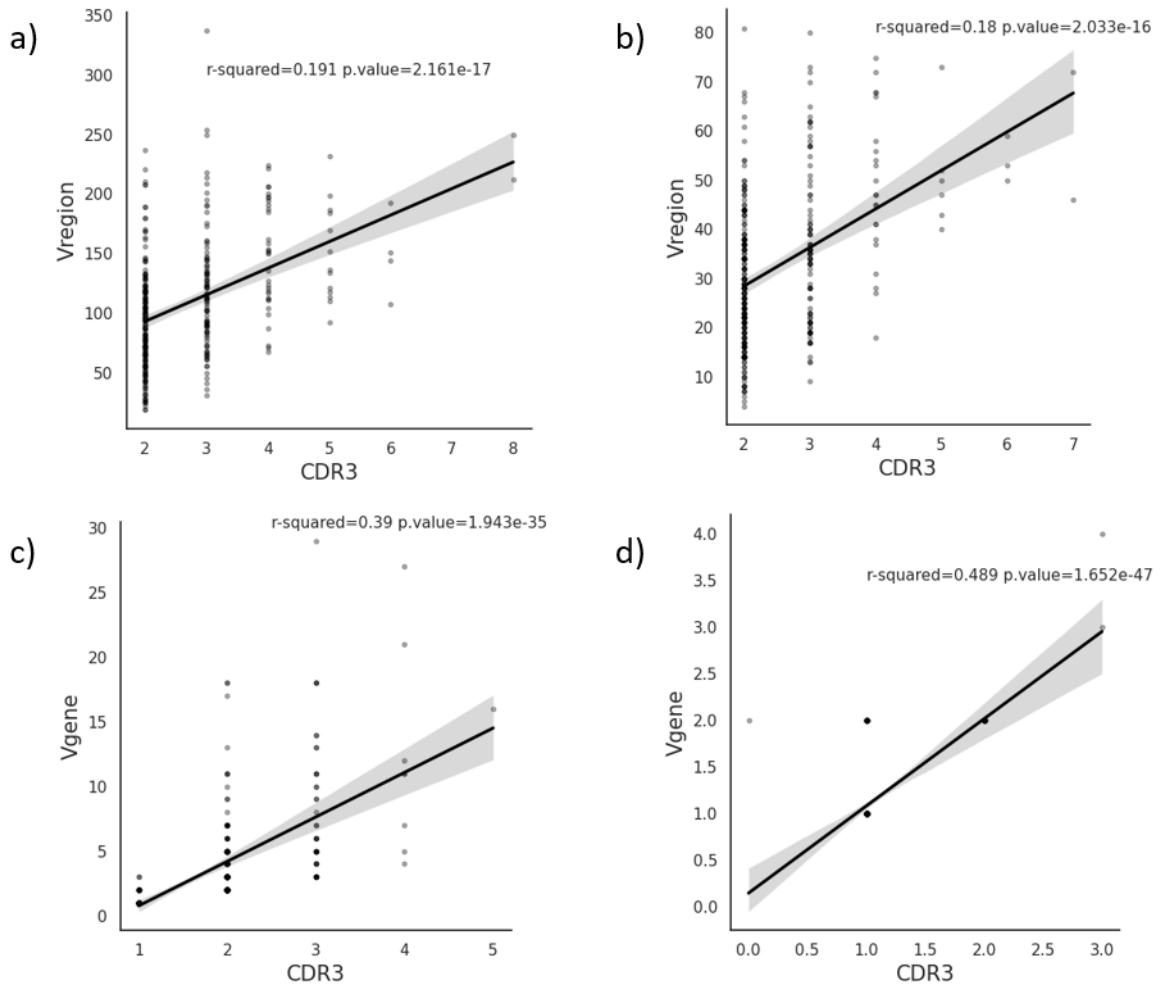 a)
350
300
250
200
150
100
50
Vregion
r-squared=0.191 p.value=2.161e-17
2 3 4 5 6 7 8
CDR3
b)
80
70
60
50
40
30
20
10
Vregion
r-squared=0.18 p.value=2.033e-16
2 3 4 5 6 7
CDR3
c)
30
25
20
15
10
5
0
Vgene
r-squared=0.39 p.value=1.943e-35
1 2 3 4 5
CDR3
d)
4.0
3.5
3.0
2.5
2.0
1.5
1.0
0.5
0.0
Vgene
r-squared=0.489 p.value=1.652e-47
0.0 0.5 1.0 1.5 2.0 2.5 3.0
CDR3